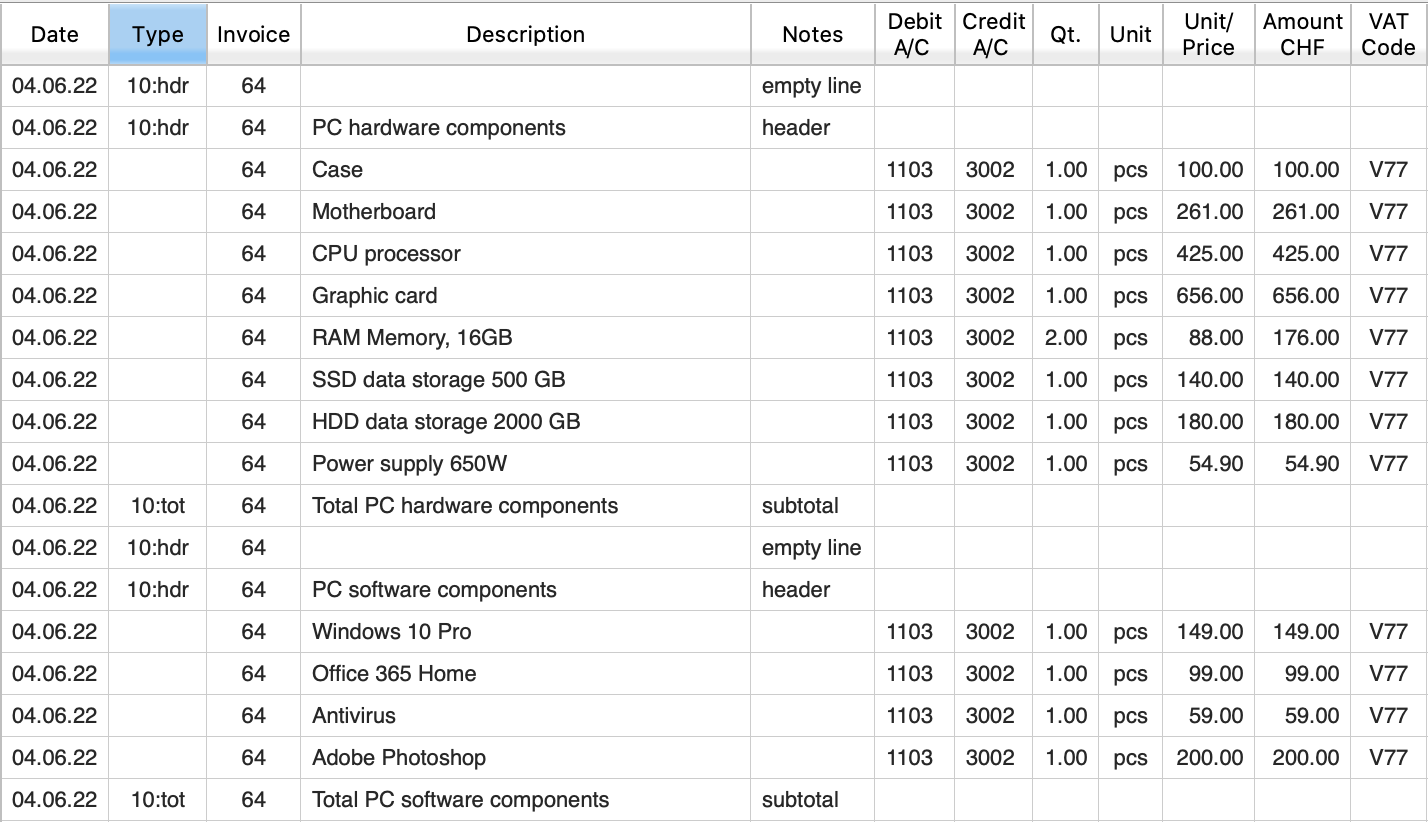 Date Type Invoice Description Notes Debit A/C Credit A/C Qt. Unit Unit/ Price Amount CHF VAT Code
04.06.22 10:hdr 64 empty line
04.06.22 10:hdr 64 PC hardware components header
04.06.22 64 Case 1103 3002 1.00 pcs 100.00 100.00 V77
04.06.22 64 Motherboard 1103 3002 1.00 pcs 261.00 261.00 V77
04.06.22 64 CPU processor 1103 3002 1.00 pcs 425.00 425.00 V77
04.06.22 64 Graphic card 1103 3002 1.00 pcs 656.00 656.00 V77
04.06.22 64 RAM Memory, 16GB 1103 3002 2.00 pcs 88.00 176.00 V77
04.06.22 64 SSD data storage 500 GB 1103 3002 1.00 pcs 140.00 140.00 V77
04.06.22 64 HDD data storage 2000 GB 1103 3002 1.00 pcs 180.00 180.00 V77
04.06.22 64 Power supply 650W 1103 3002 1.00 pcs 54.90 54.90 V77
04.06.22 10:tot 64 Total PC hardware components subtotal
04.06.22 10:hdr 64 empty line
04.06.22 10:hdr 64 PC software components header
04.06.22 64 Windows 10 Pro 1103 3002 1.00 pcs 149.00 149.00 V77
04.06.22 64 Office 365 Home 1103 3002 1.00 pcs 99.00 99.00 V77
04.06.22 64 Antivirus 1103 3002 1.00 pcs 59.00 59.00 V77
04.06.22 64 Adobe Photoshop 1103 3002 1.00 pcs 200.00 200.00 V77
04.06.22 10:tot 64 Total PC software components subtotal